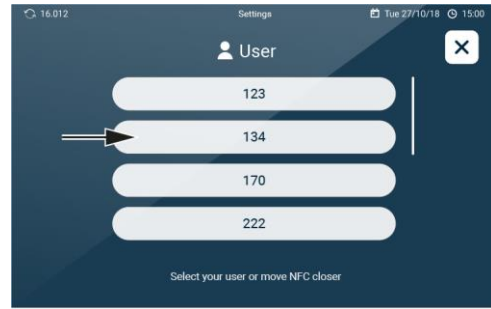 16.012 Settings Tue 27/10/18 15:00
User
123
134
170
222
Select your user or move NFC closer